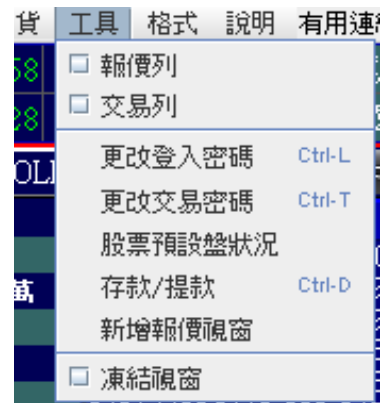 貨 工具 格式 說明 有用連
58 報價列
28 交易列
OL 更改登入密碼 Ctrl-L
更改交易密碼 Ctrl-T
股票預設盤狀況
萬 存款/提款 Ctrl-D
新增報價視窗
凍結視窗